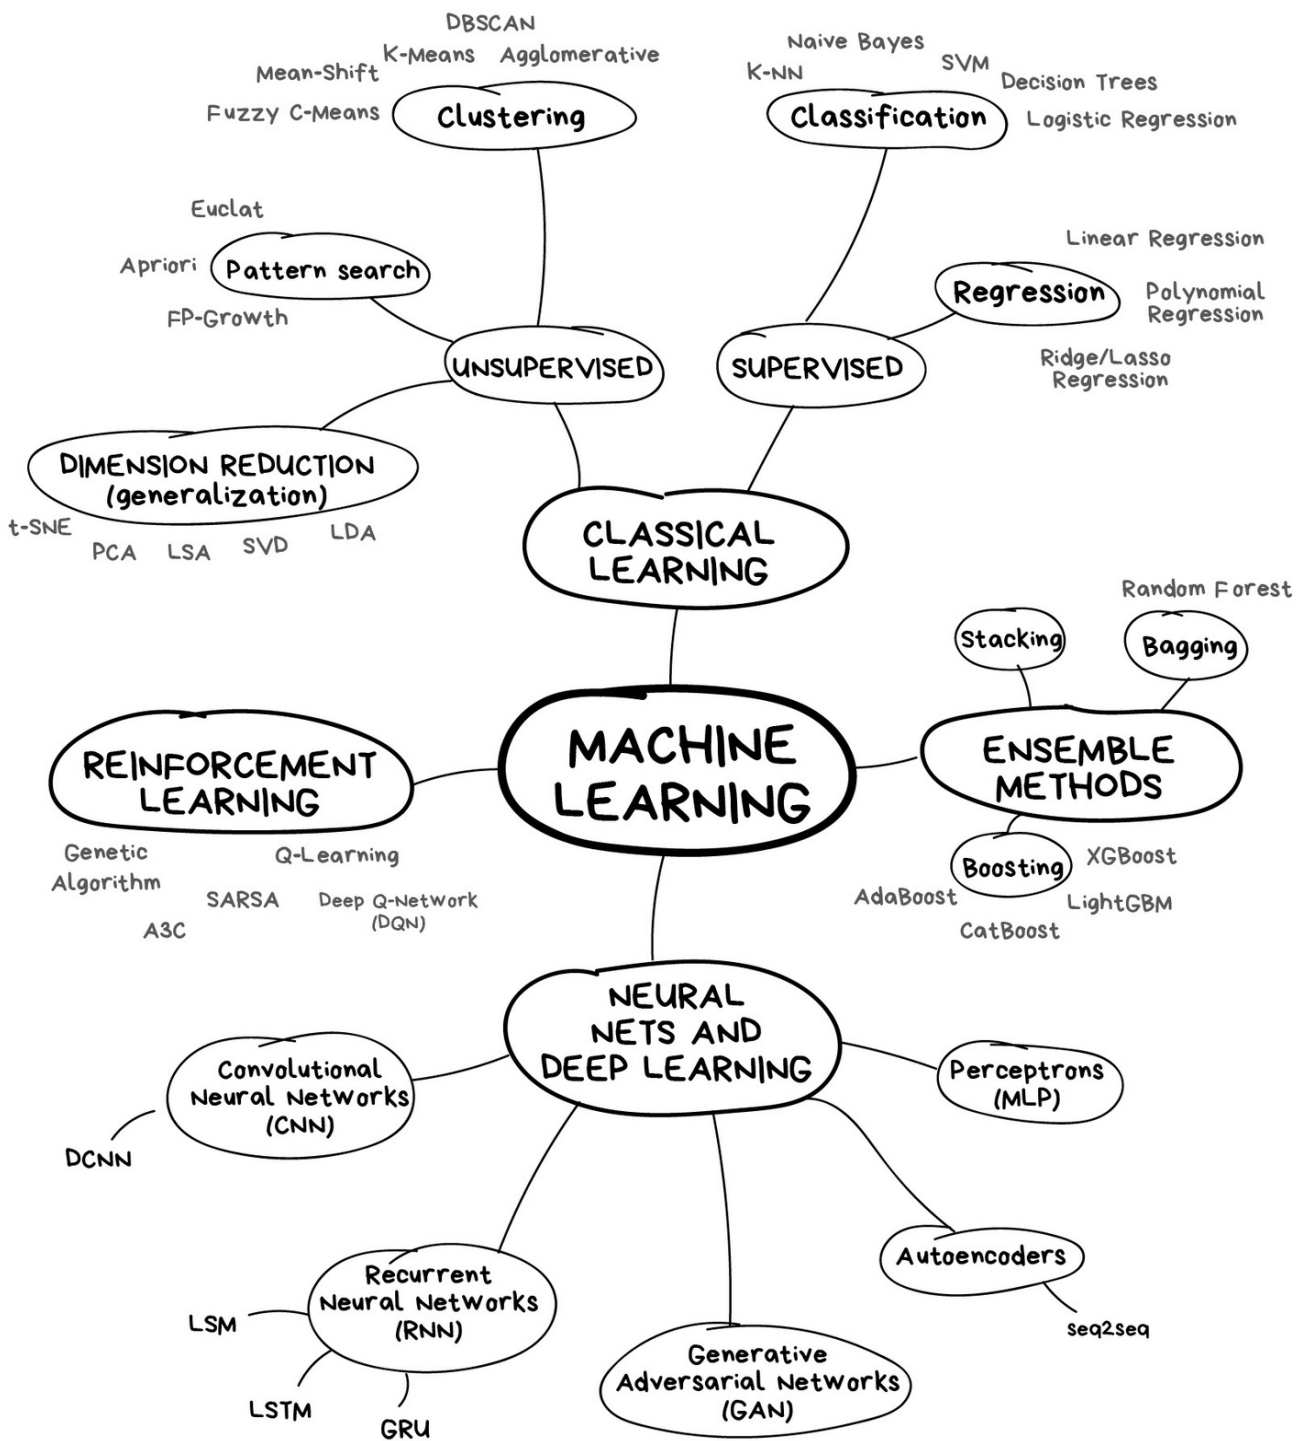 DBSCAN
K-Means
Agglomerative
Mean-Shift
Fuzzy C-Means
Clustering
Naive Bayes
K-NN
SVM
Decision Trees
Classification
Logistic Regression
Euclat
Apriori
Pattern search
FP-Growth
Linear Regression
Regression
Polynomial
Regression
Ridge/Lasso
Regression
UNSUPERVISED
SUPERVISED
DIMENSION REDUCTION
(generalization)
t-SNE
PCA
LSA
SVD
LDA
CLASSICAL
LEARNING
Random Forest
Stacking
Bagging
REINFORCEMENT
LEARNING
MACHINE
LEARNING
ENSEMBLE
METHODS
Genetic
Algorithm
Q-Learning
SARSA
Deep Q-Network
(DQN)
A3C
Boosting
XGBoost
AdaBoost
LightGBM
CatBoost
NEURAL
NETS AND
DEEP LEARNING
Convolutional
Neural Networks
(CNN)
DCNN
Perceptrons
(MLP)
Autoencoders
seq2seq
Recurrent
Neural Networks
(RNN)
LSM
LSTM
GRU
Generative
Adversarial Networks
(GAN)